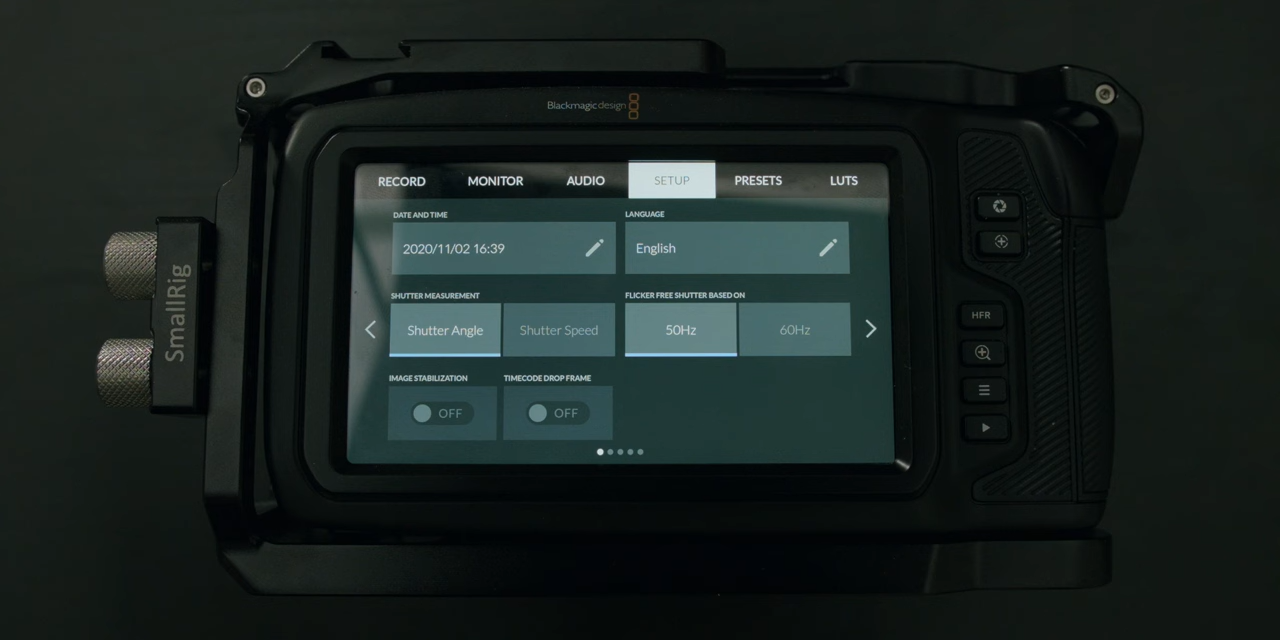 Blackmagicdesign
RECORD MONITOR AUDIO SETUP PRESETS LUTS
DATE AND TIME LANGUAGE
2020/11/02 16:39 English
SHUTTER MEASUREMENT FLICKER FREE SHUTTER BASED ON
Shutter Angle Shutter Speed 50Hz 60Hz
IMAGE STABILIZATION TIMECODE DROP FRAME
OFF OFF
HFR
SmallRig